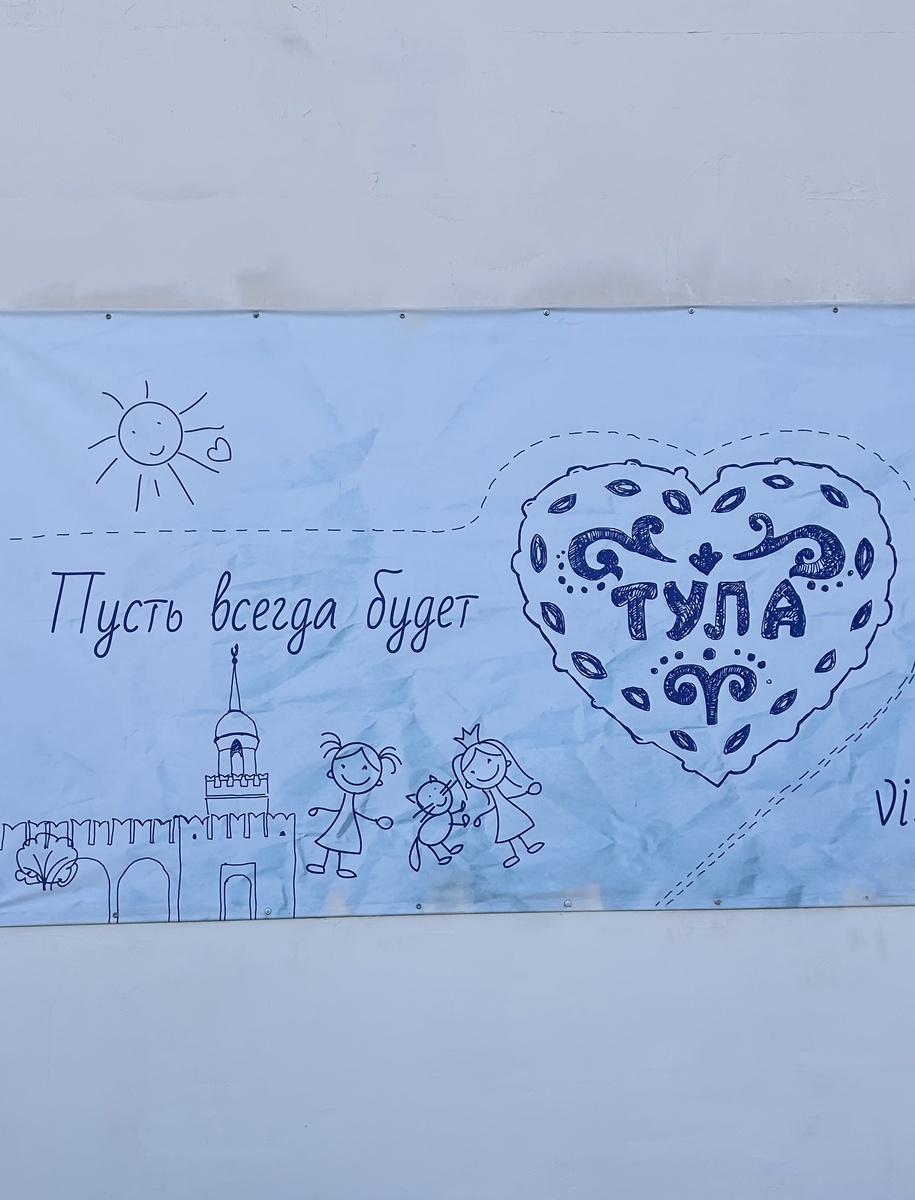 Пусть всегда будет
ТУЛА